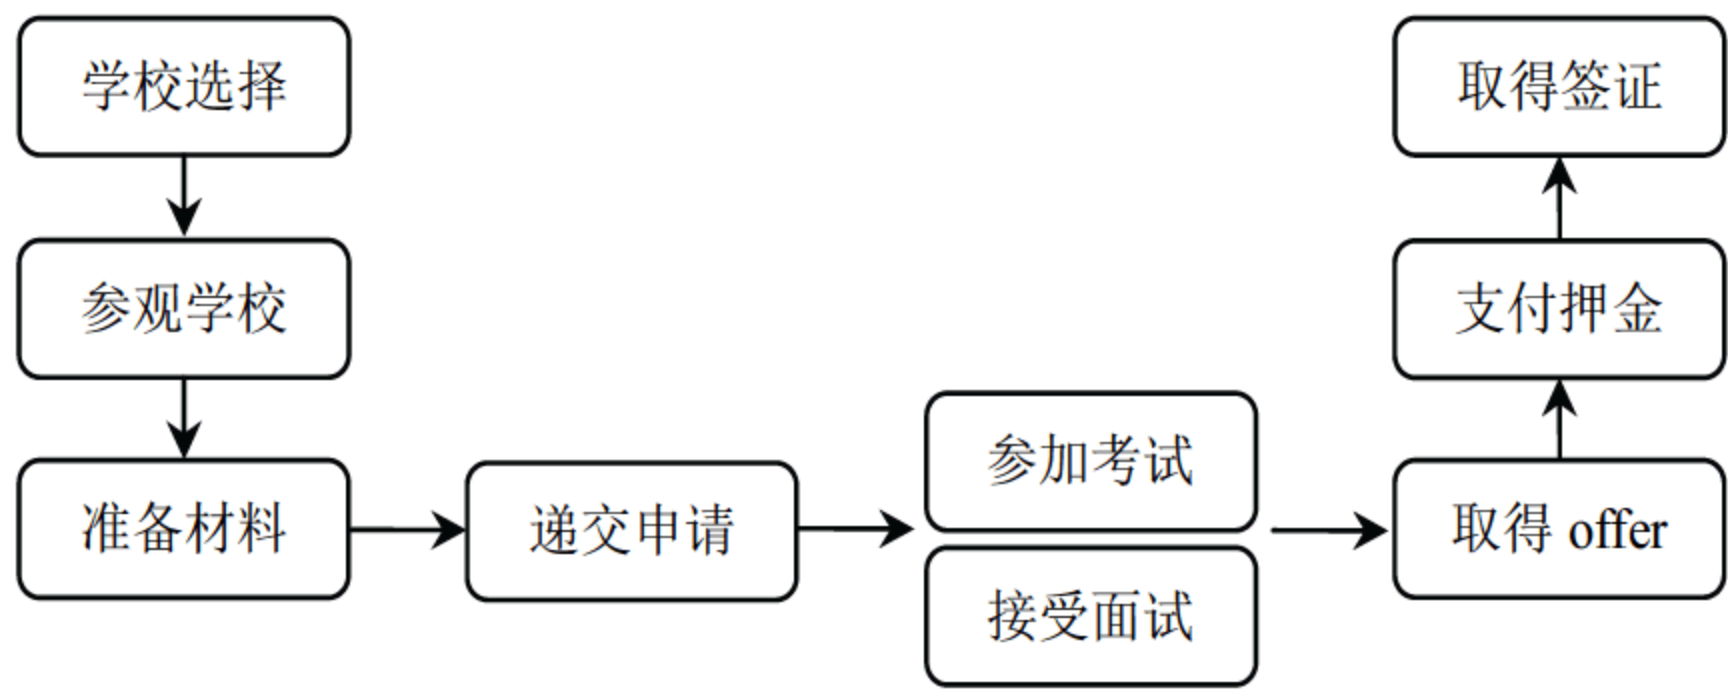 学校选择
参观学校
准备材料
递交申请
参加考试
接受面试
取得 offer
支付押金
取得签证